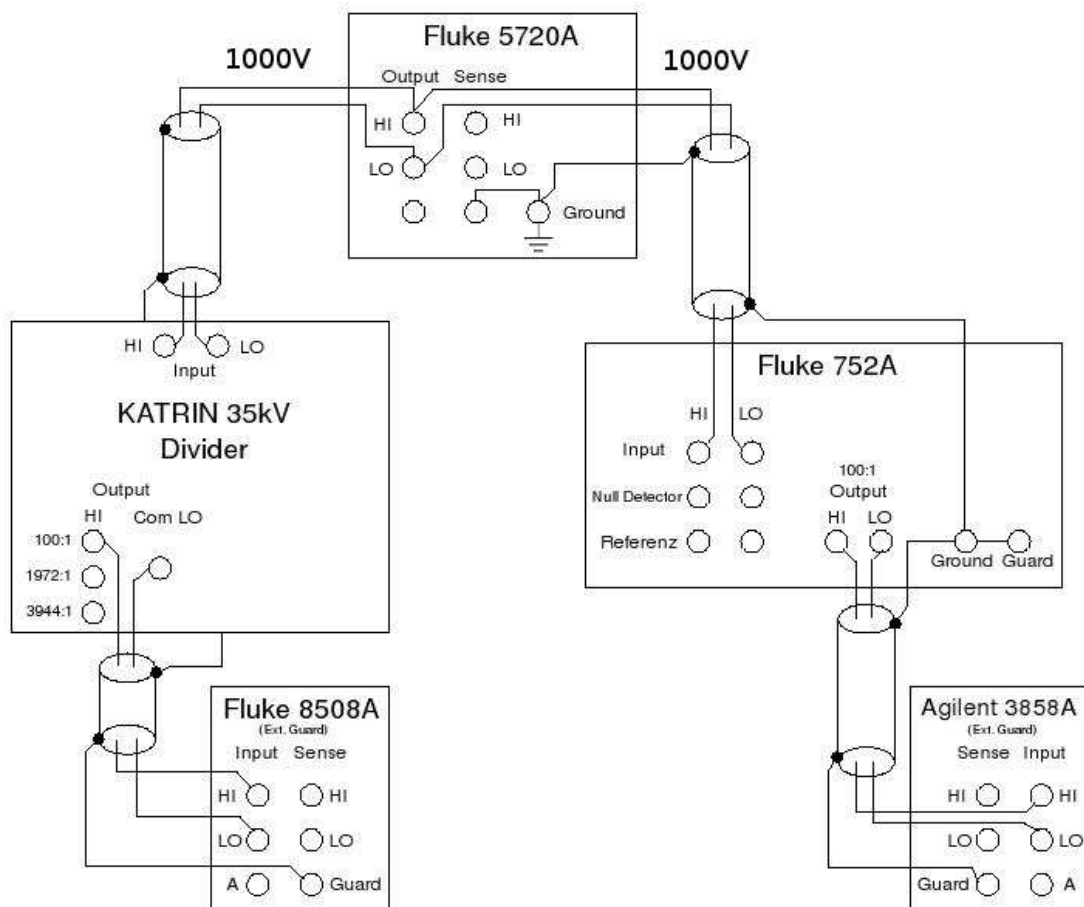 Fluke 5720A
1000V
1000V
Output Sense
HI HI
LO LO
Ground
HI LO
Input
KATRIN 35kV
Divider
Output
HI Com LO
100:1
1972:1
3944:1
Fluke 752A
HI LO
Input
100:1
Null Detector Output
HI LO
Referenz
Ground Guard
Fluke 8508A
(Ext. Guard)
Input Sense
HI HI
LO LO
A Guard
Agilent 3858A
(Ext. Guard)
Sense Input
HI HI
LO LO
Guard A